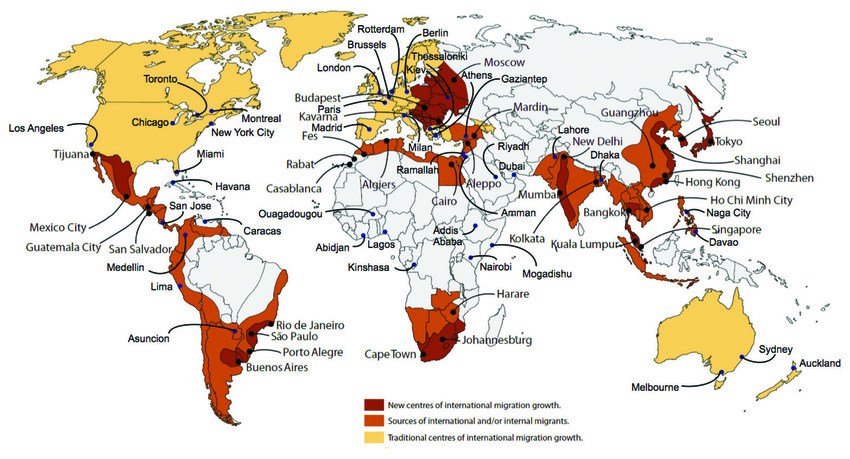 Rotterdam
Berlin
Brussels
Thessaloniki
Moscow
London
Kiev
Athens
Gaziantep
Toronto
Budapest
Mardin
Paris
Guangzhou
Montreal
Kavarna
Seoul
Los Angeles
Chicago
New York City
Madrid
Lahore
Fes
Milan
Riyadh
New Delhi
Tokyo
Tijuana
Miami
Ramallah
Dhaka
Shanghai
Rabat
Dubai
Havana
Algiers
Aleppo
Shenzhen
Casablanca
Mumbai
Hong Kong
Cairo
Amman
Ho Chi Minh City
San Jose
Ouagadougou
Bangkok
Naga City
Mexico City
Caracas
Addis
Ababa
Kolkata
Singapore
Guatemala City
San Salvador
Abidjan
Lagos
Kuala Lumpur
Davao
Medellin
Kinshasa
Nairobi
Mogadishu
Lima
Harare
Rio de Janeiro
Asuncion
São Paulo
Johannesburg
Porto Alegre
Cape Town
Sydney
Buenos Aires
Auckland
Melbourne
New centres of international migration growth.
Sources of international and/or internal migrants.
Traditional centres of international migration growth.